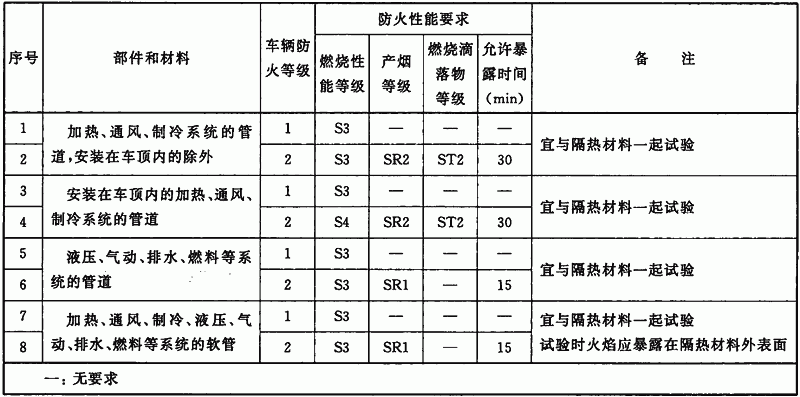 序号 部件和材料 车辆防火等级 防火性能要求 备 注
燃烧性能等级 产烟等级 燃烧滴落物等级 允许暴露时间(min)
1 加热、通风、制冷系统的管道,安装在车顶内的除外 1 S3 — — — 宜与隔热材料一起试验
2 2 S3 SR2 ST2 30
3 安装在车顶内的加热、通风、制冷系统的管道 1 S3 — — — 宜与隔热材料一起试验
4 2 S4 SR2 ST2 30
5 液压、气动、排水、燃料等系统的管道 1 S3 — — — 宜与隔热材料一起试验
6 2 S3 SR1 — 15
7 加热、通风、制冷、液压、气动、排水、燃料等系统的软管 1 S3 — — — 宜与隔热材料一起试验
8 2 S3 SR1 — 15 试验时火焰应暴露在隔热材料外表面
—:无要求